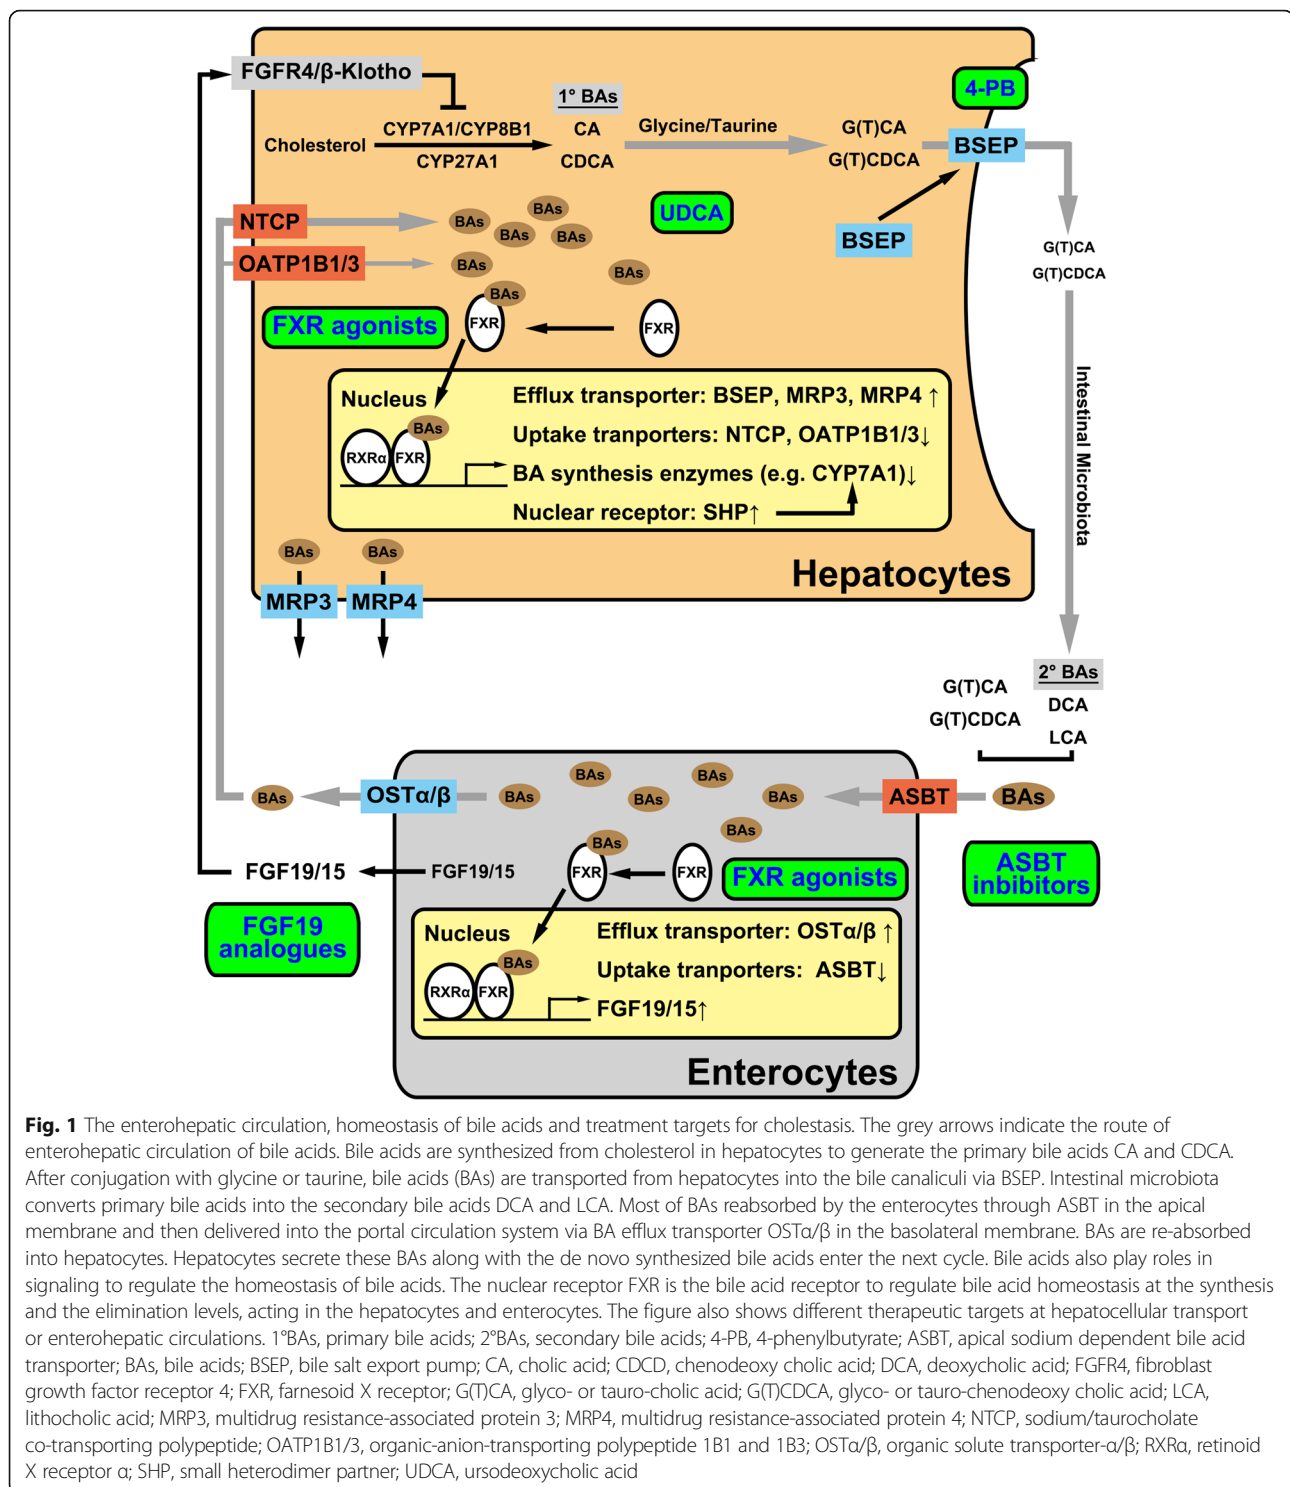 FGFR4/β-Klotho
4-PB
1° BAs
CYP7A1/CYP8B1
CA
Glycine/Taurine
G(T)CA
Cholesterol
BSEP
CYP27A1
CDCA
G(T)CDCA
UDCA
NTCP
BAs
BAs
BAs
BAs
BSEP
G(T)CA
OATP1B1/3
BAs
BAs
G(T)CDCA
BAs
FXR agonists
FXR
FXR
Intestinal Microbiota
Nucleus
Efflux transporter: BSEP, MRP3, MRP4 ↑
BAs
Uptake tranporters: NTCP, OATP1B1/3↓
RXRα
FXR
BA synthesis enzymes (e.g. CYP7A1)↓
Nuclear receptor: SHP↑
BAs
BAs
Hepatocytes
MRP3
MRP4
2° BAs
G(T)CA
DCA
G(T)CDCA
LCA
BAs
BAs
BAs
OSTα/β
BAs
BAs
BAs
ASBT
BAs
BAs
BAs
FGF19/15
FGF19/15
FXR
FXR
FXR agonists
ASBT
inbibitors
FGF19
analogues
Nucleus
Efflux transporter: OSTα/β ↑
BAs
Uptake tranporters: ASBT↓
RXRα
FXR
FGF19/15↑
Enterocytes
Fig. 1 The enterohepatic circulation, homeostasis of bile acids and treatment targets for cholestasis. The grey arrows indicate the route of
enterohepatic circulation of bile acids. Bile acids are synthesized from cholesterol in hepatocytes to generate the primary bile acids CA and CDCA.
After conjugation with glycine or taurine, bile acids (BAs) are transported from hepatocytes into the bile canaliculi via BSEP. Intestinal microbiota
converts primary bile acids into the secondary bile acids DCA and LCA. Most of BAs reabsorbed by the enterocytes through ASBT in the apical
membrane and then delivered into the portal circulation system via BA efflux transporter OSTα/β in the basolateral membrane. BAs are re-absorbed
into hepatocytes. Hepatocytes secrete these BAs along with the de novo synthesized bile acids enter the next cycle. Bile acids also play roles in
signaling to regulate the homeostasis of bile acids. The nuclear receptor FXR is the bile acid receptor to regulate bile acid homeostasis at the synthesis
and the elimination levels, acting in the hepatocytes and enterocytes. The figure also shows different therapeutic targets at hepatocellular transport
or enterohepatic circulations. 1°BAs, primary bile acids; 2°BAs, secondary bile acids; 4-PB, 4-phenylbutyrate; ASBT, apical sodium dependent bile acid
transporter; BAs, bile acids; BSEP, bile salt export pump; CA, cholic acid; CDCD, chenodeoxy cholic acid; DCA, deoxycholic acid; FGFR4, fibroblast
growth factor receptor 4; FXR, farnesoid X receptor; G(T)CA, glyco- or tauro-cholic acid; G(T)CDCA, glyco- or tauro-chenodeoxy cholic acid; LCA,
lithocholic acid; MRP3, multidrug resistance-associated protein 3; MRP4, multidrug resistance-associated protein 4; NTCP, sodium/taurocholate
co-transporting polypeptide; OATP1B1/3, organic-anion-transporting polypeptide 1B1 and 1B3; OSTα/β, organic solute transporter-α/β; RXRα, retinoid
X receptor α; SHP, small heterodimer partner; UDCA, ursodeoxycholic acid